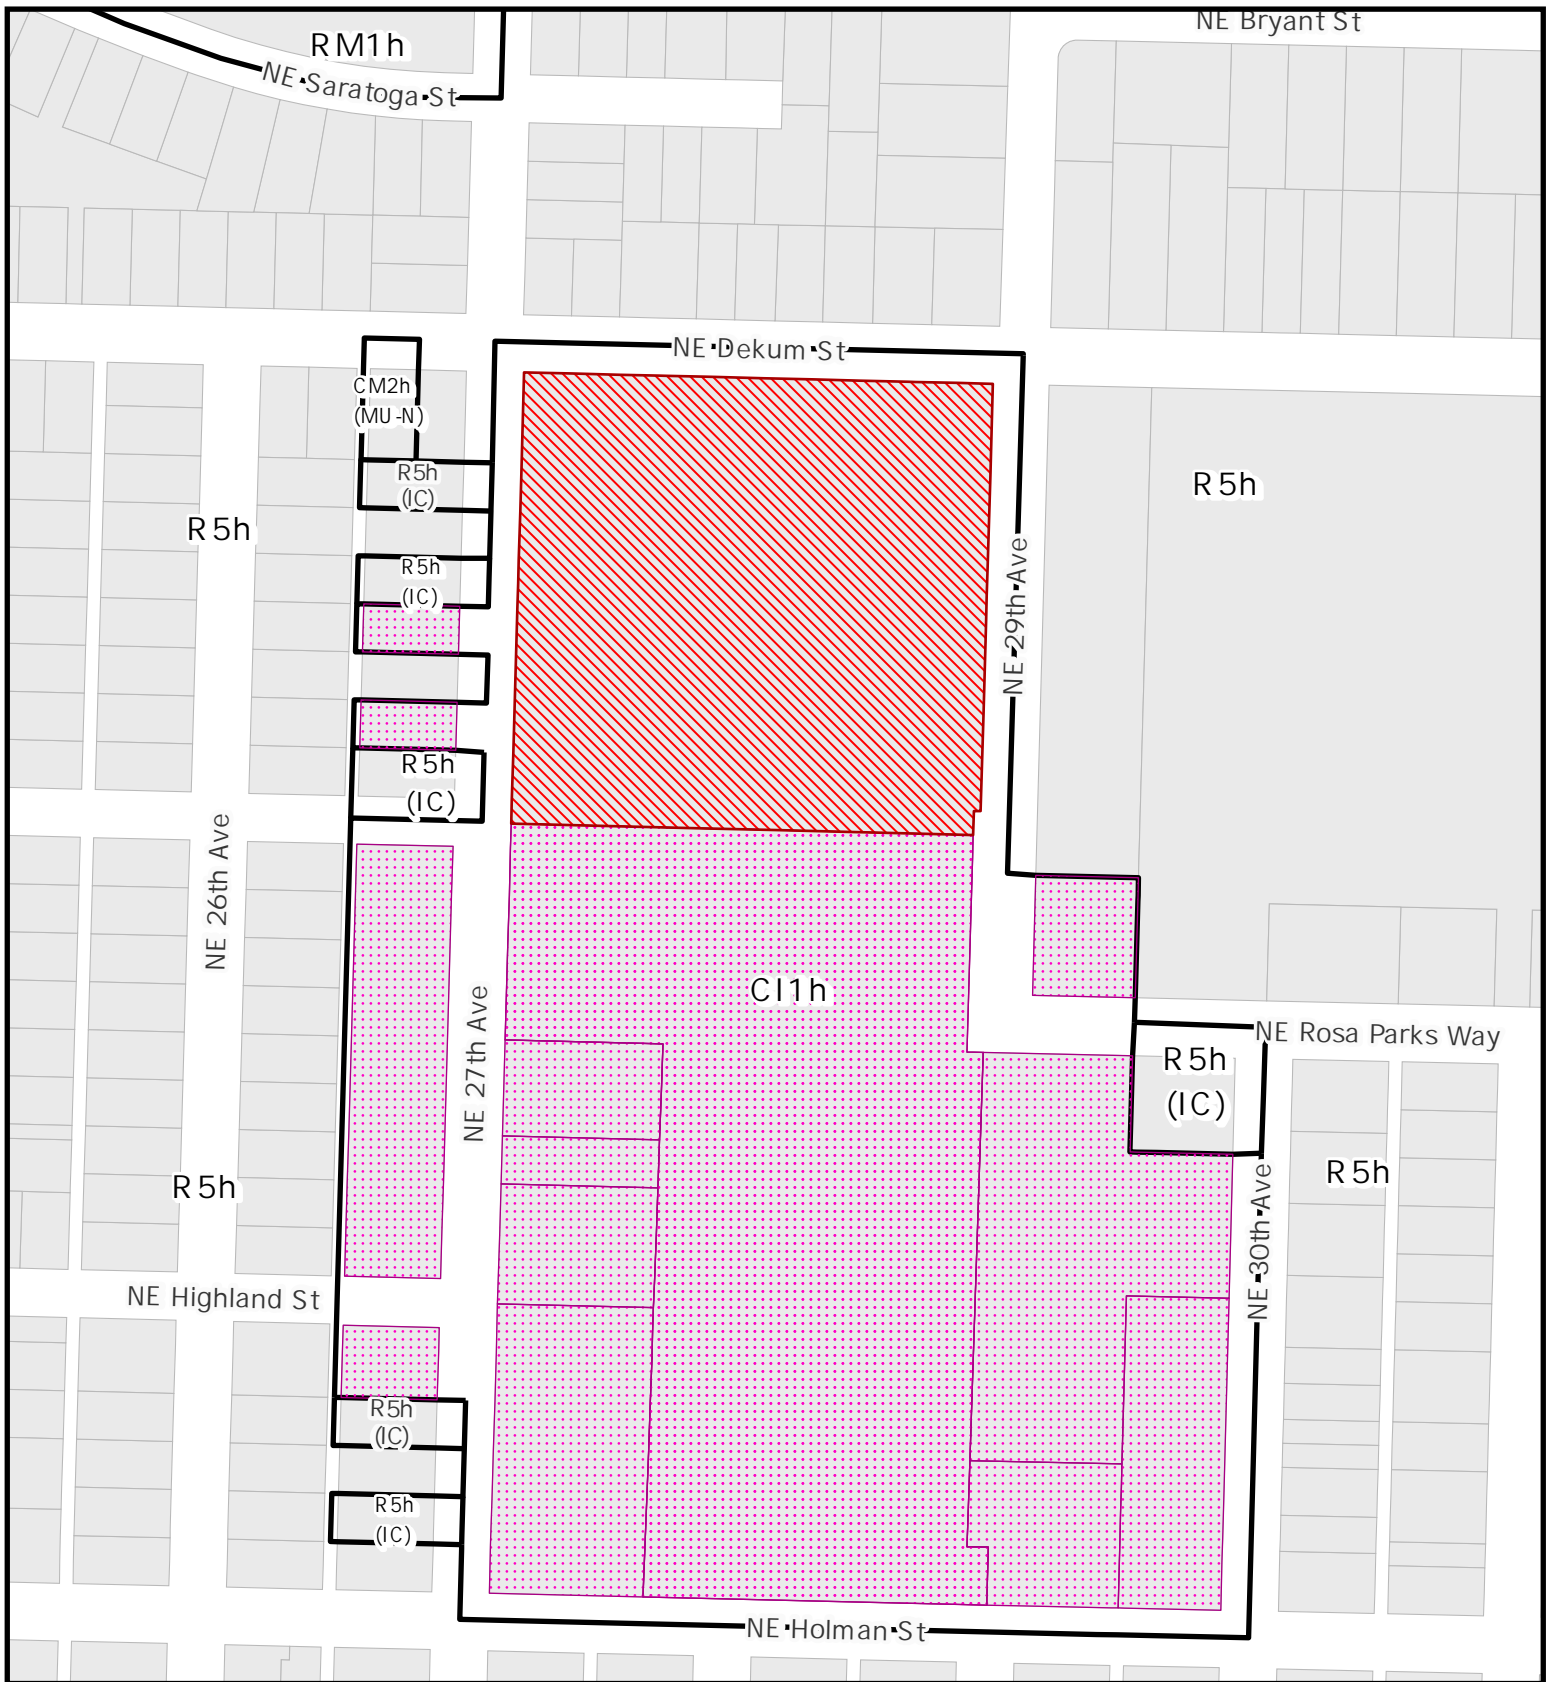 NE Bryant St
RM1h
NE Saratoga St
NE Dekum St
CM2h
(MU-N)
R5h
(IC)
R5h
R5h
NE 29th Ave
R5h
(IC)
R5h
(IC)
NE 26th Ave
CI1h
NE 27th Ave
NE Rosa Parks Way
R5h
(IC)
R5h
R5h
NE 30th Ave
NE Highland St
R5h
(IC)
R5h
(IC)
NE Holman St